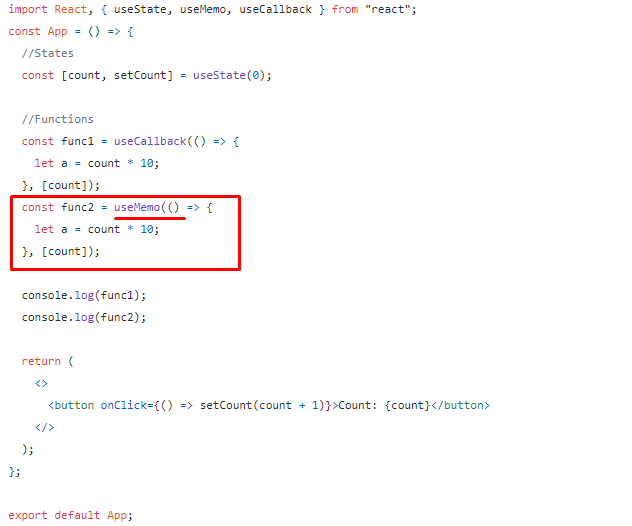 import React, { useState, useMemo, useCallback } from "react";
const App = () => {
  //States
  const [count, setCount] = useState(0);

  //Functions
  const func1 = useCallback(() => {
    let a = count * 10;
  }, [count]);
  const func2 = useMemo(() => {
    let a = count * 10;
  }, [count]);

  console.log(func1);
  console.log(func2);

  return (
    <>
      <button onClick={() => setCount(count + 1)}>Count: {count}</button>
    </>
  );
};

export default App;